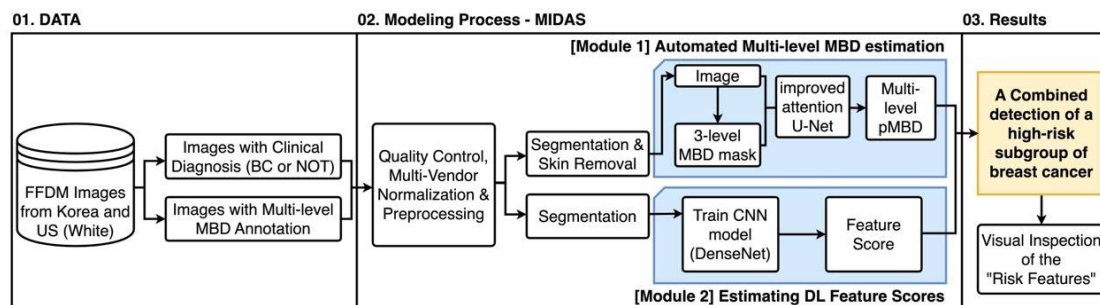 01. DATA
02. Modeling Process - MIDAS
03. Results
FFDM Images
from Korea and
US (White)
Images with Clinical
Diagnosis (BC or NOT)
Images with Multi-level
MBD Annotation
Quality Control,
Multi-Vendor
Normalization &
Preprocessing
Segmentation &
Skin Removal
Segmentation
[Module 1] Automated Multi-level MBD estimation
Image
3-level
MBD mask
improved
attention
U-Net
Multi-
level
pMBD
Train CNN
model
(DenseNet)
Feature
Score
[Module 2] Estimating DL Feature Scores
A Combined
detection of a
high-risk
subgroup of
breast cancer
Visual Inspection
of the
"Risk Features"